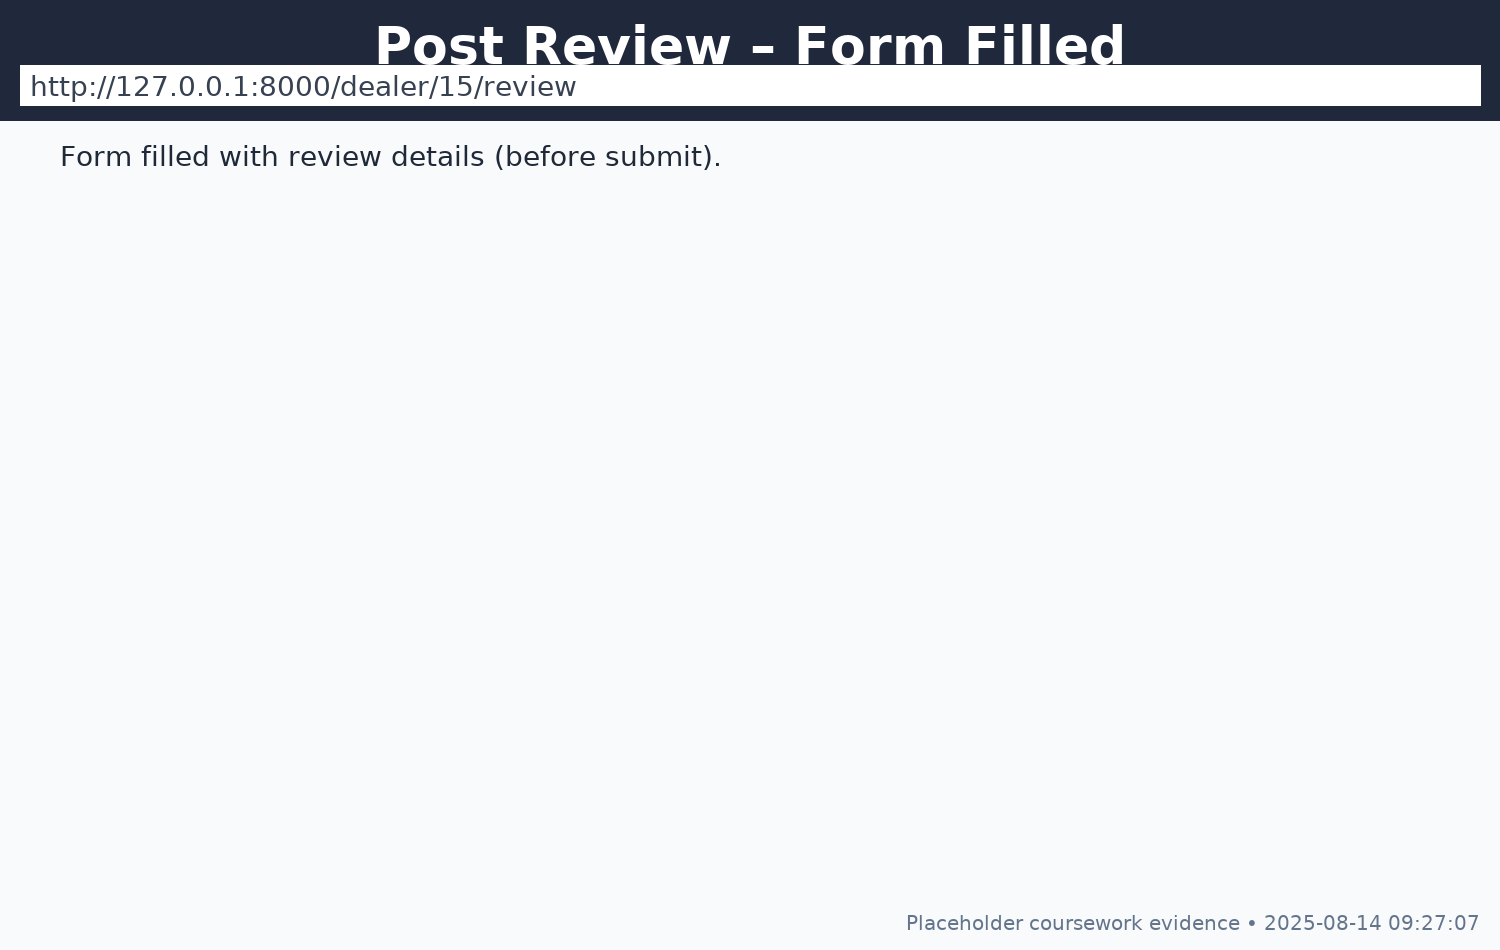 Post Review – Form Filled
http://127.0.0.1:8000/dealer/15/review
Form filled with review details (before submit).
Placeholder coursework evidence • 2025-08-14 09:27:07